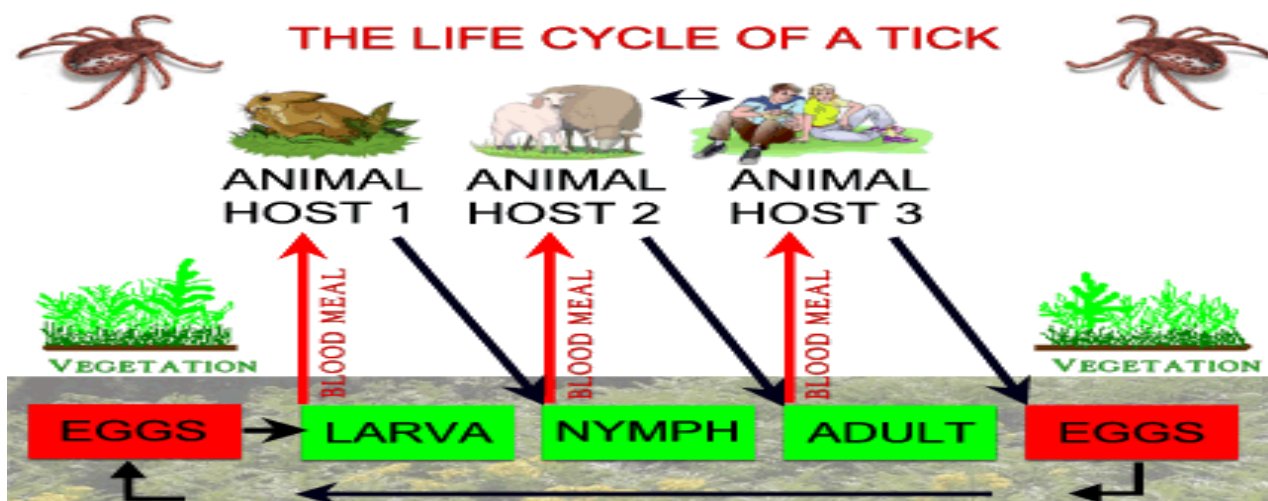 THE LIFE CYCLE OF A TICK
ANIMAL
HOST 1
ANIMAL
HOST 2
ANIMAL
HOST 3
BLOOD MEAL
BLOOD MEAL
BLOOD MEAL
VEGETATION
VEGETATION
EGGS
LARVA
NYMPH
ADULT
EGGS